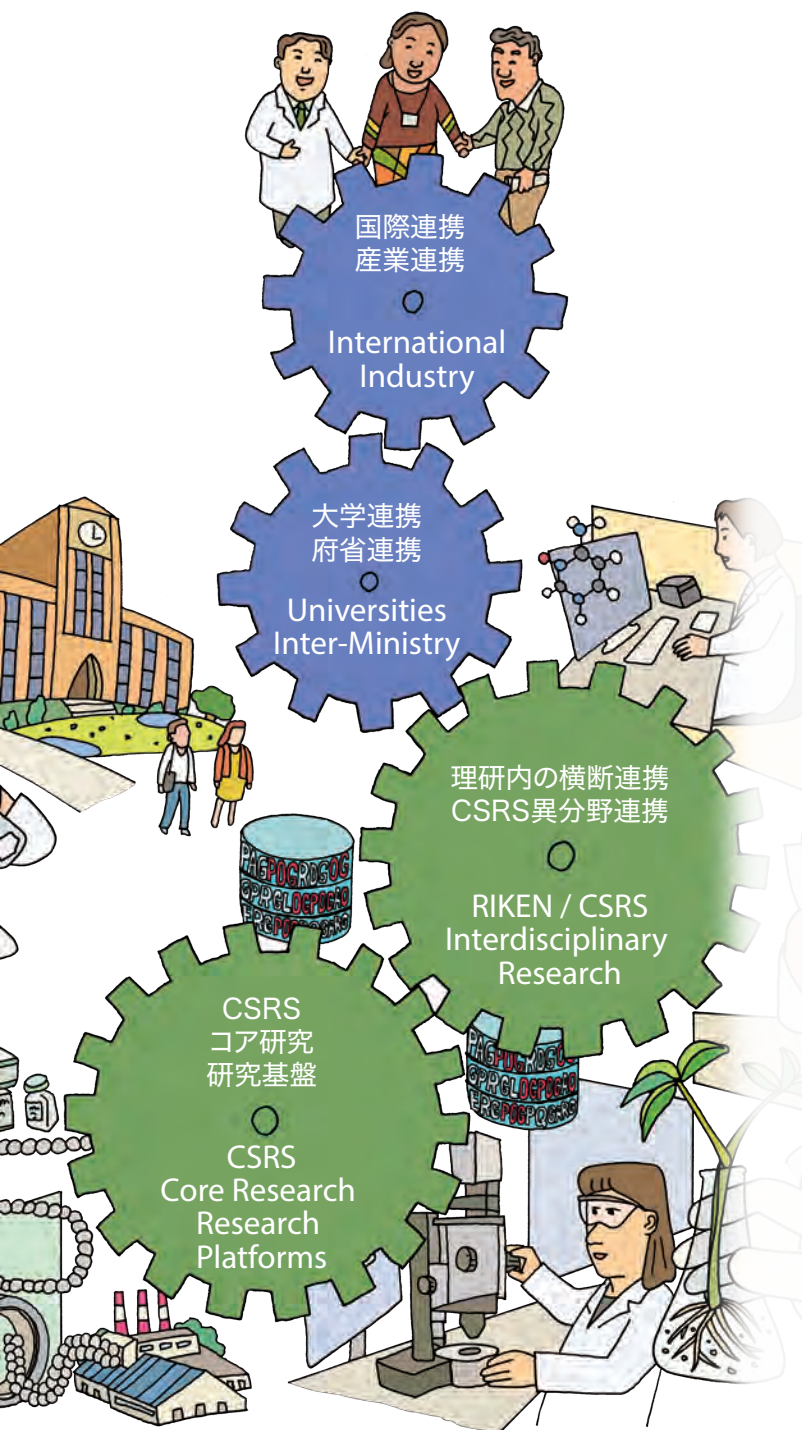 国際連携
産業連携
International
Industry
大学連携
府省連携
Universities
Inter-Ministry
理研内の横断連携
CSRS異分野連携
RIKEN / CSRS
Interdisciplinary
Research
CSRS
コア研究
研究基盤
CSRS
Core Research
Research
Platforms